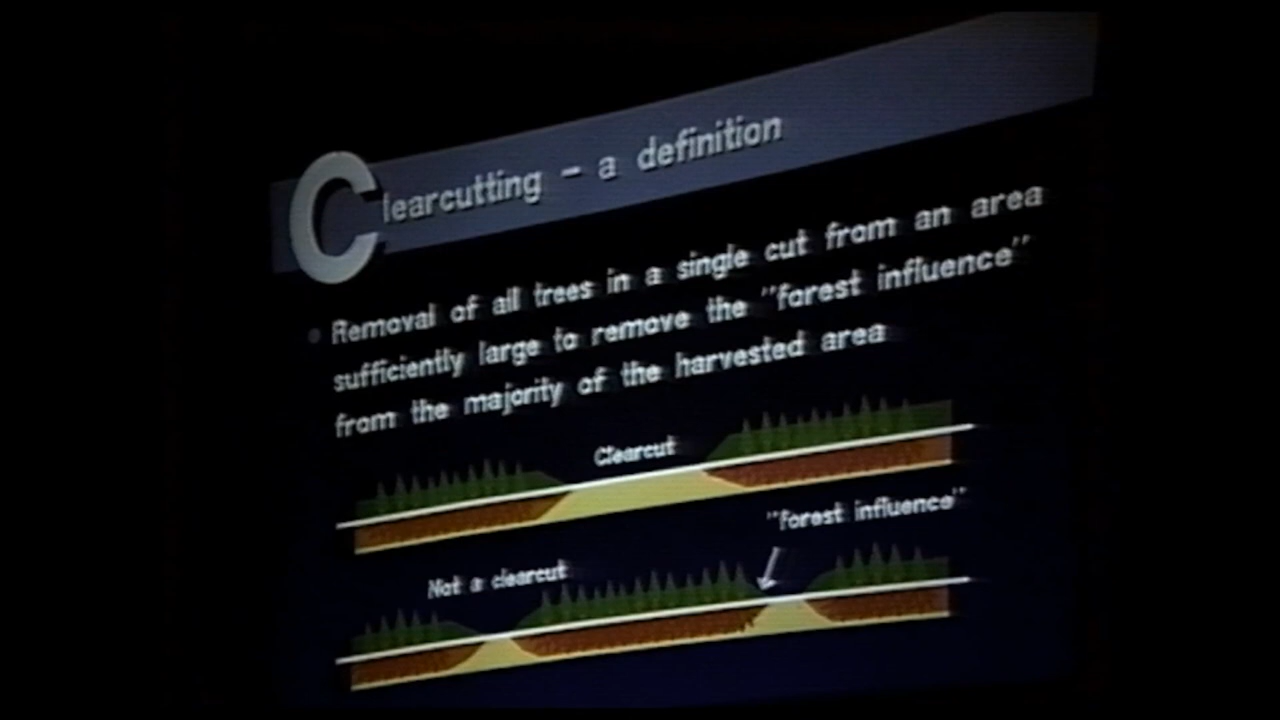 Clearcutting - a definition
• Removal of all trees in a single cut from an area
sufficiently large to remove the "forest influence"
from the majority of the harvested area
Clearcut
"forest influence"
Not a clearcut